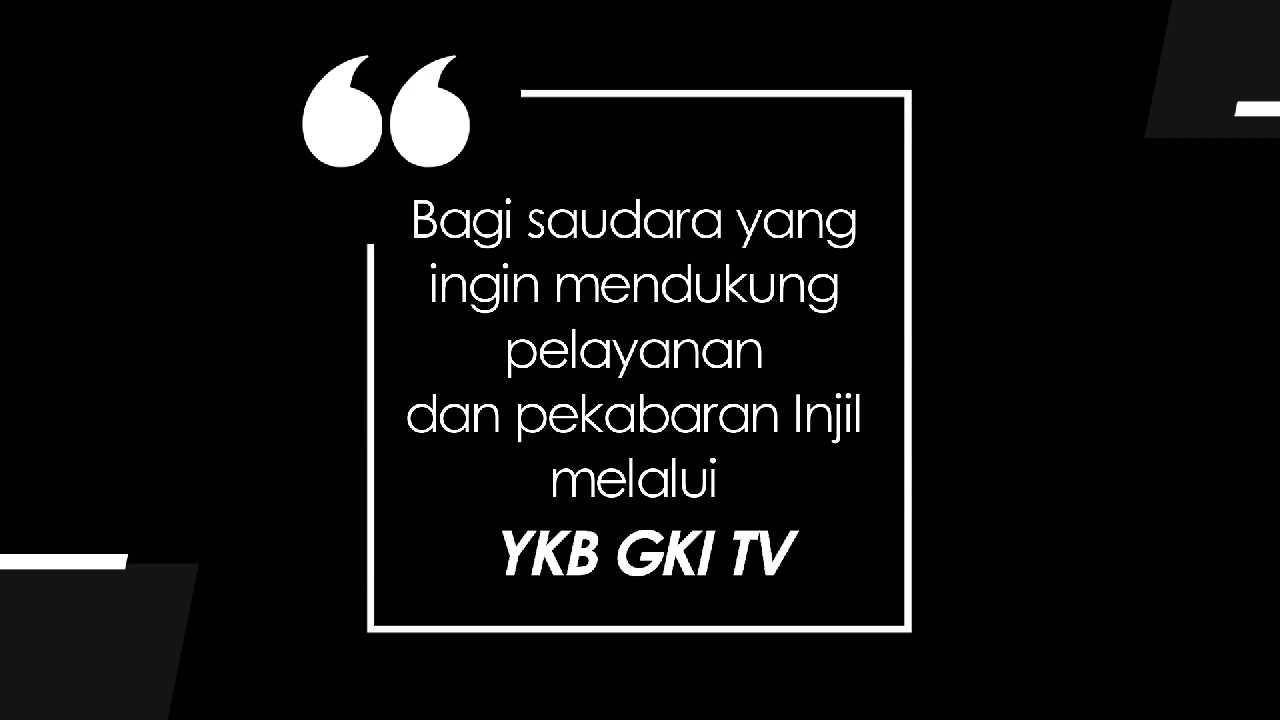 Bagi saudara yang
ingin mendukung
pelayanan
dan pekabaran Injil
melalui
YKB GKI TV